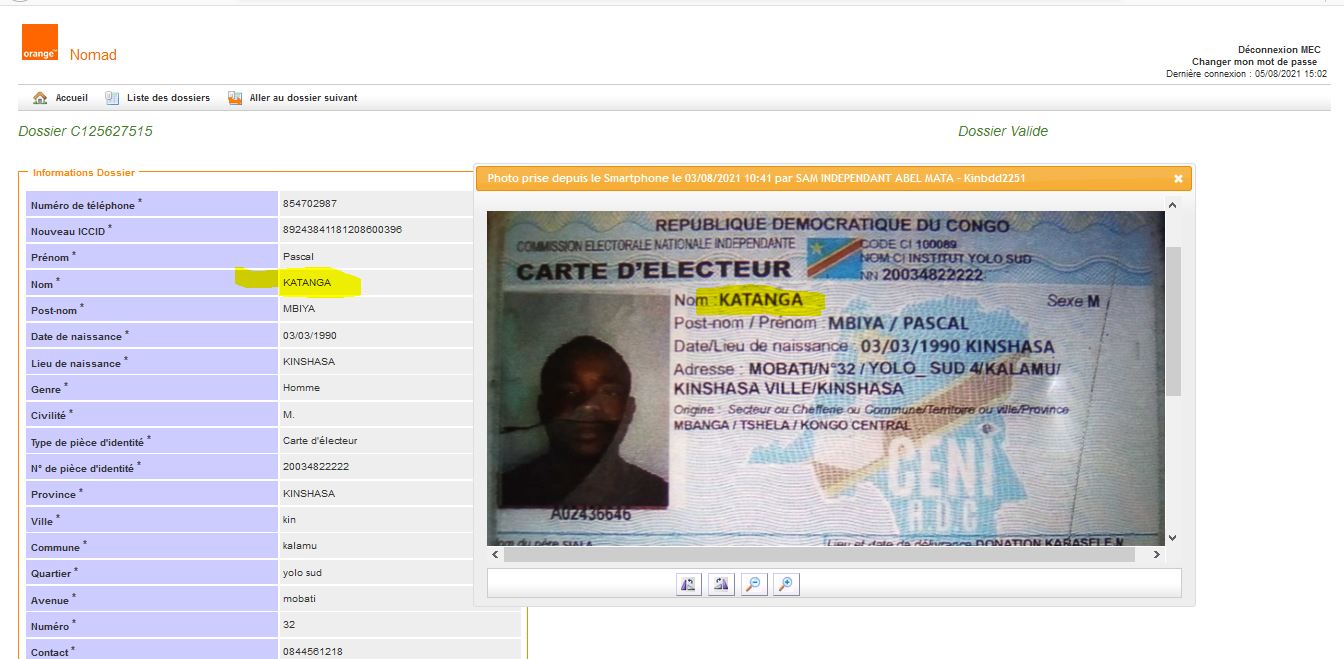 orange™ Nomad
Déconnexion MEC
Changer mon mot de passe
Dernière connexion : 05/08/2021 15:02
Accueil Liste des dossiers Aller au dossier suivant
Dossier C125627515
Dossier Valide
Informations Dossier
Numéro de téléphone * 854702987
Nouveau ICCID * 89243841181208600396
Prénom * Pascal
Nom * KATANGA
Post-nom * MBIYA
Date de naissance * 03/03/1990
Lieu de naissance * KINSHASA
Genre * Homme
Civilité * M.
Type de pièce d'identité * Carte d'électeur
N° de pièce d'identité * 20034822222
Province * KINSHASA
Ville * kin
Commune * kalamu
Quartier * yolo sud
Avenue * mobati
Numéro * 32
Contact * 0844561218
Photo prise depuis le Smartphone le 03/08/2021 10:41 par SAM INDEPENDANT ABEL MATA - Kinbdd2251
REPUBLIQUE DEMOCRATIQUE DU CONGO
COMMISSION ELECTORALE NATIONALE INDEPENDANTE
CARTE D'ELECTEUR
CODE CI 100089
NOM CI INSTITUT YOLO SUD
NN 20034822222
Nom : KATANGA
Sexe M
Post-nom / Prénom : MBIYA / PASCAL
Date/Lieu de naissance : 03/03/1990 KINSHASA
Adresse : MOBATI/N°32 / YOLO_ SUD 4/KALAMU/
KINSHASA VILLE/KINSHASA
Origine : Secteur ou Chefferie ou Commune/Territoire ou ville/Province
MBANGA / TSHELA / KONGO CENTRAL
CENI
R.D.C
A02436646
Nom du père SIALA
Lieu et date de délivrance DONATION KABASELE N